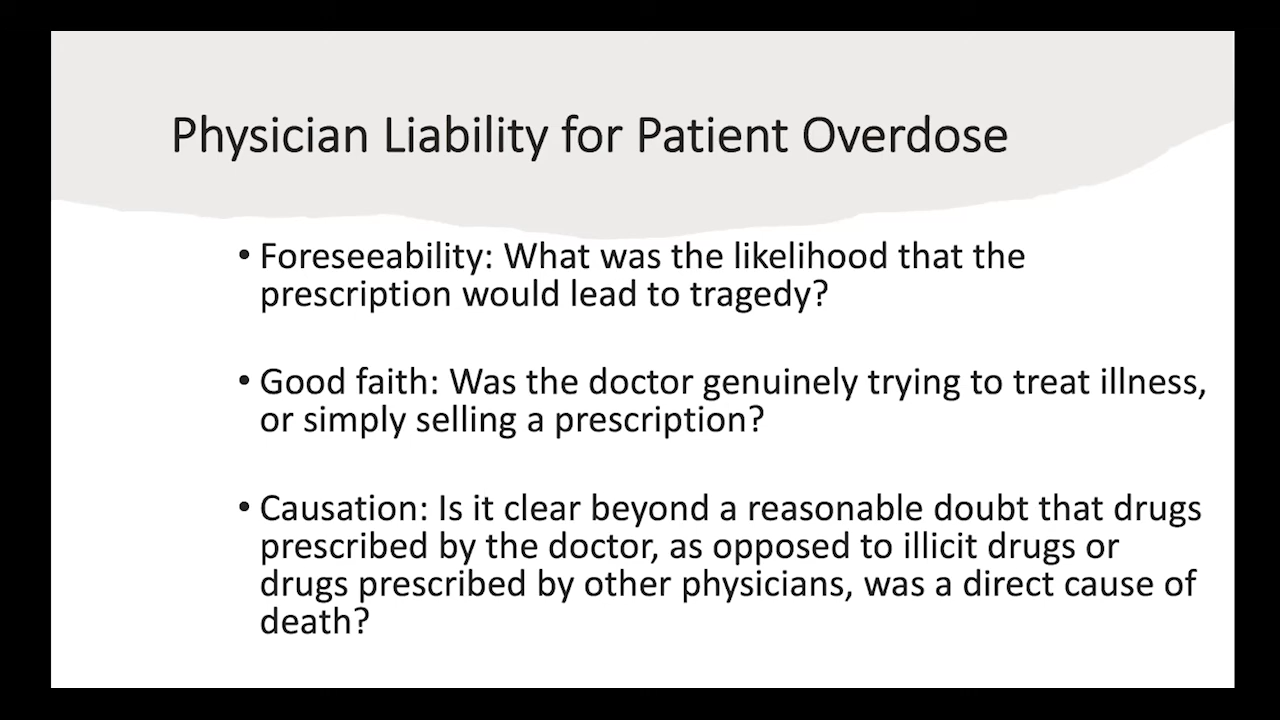 Physician Liability for Patient Overdose
• Foreseeability: What was the likelihood that the
prescription would lead to tragedy?
• Good faith: Was the doctor genuinely trying to treat illness,
or simply selling a prescription?
• Causation: Is it clear beyond a reasonable doubt that drugs
prescribed by the doctor, as opposed to illicit drugs or
drugs prescribed by other physicians, was a direct cause of
death?